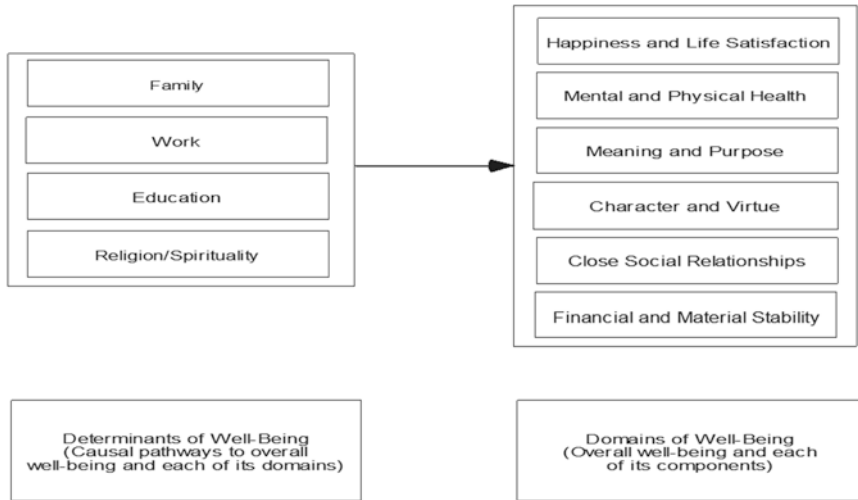 Family
Work
Education
Religion/Spirituality
Happiness and Life Satisfaction
Mental and Physical Health
Meaning and Purpose
Character and Virtue
Close Social Relationships
Financial and Material Stability
Determinants of Well-Being
(Causal pathways to overall
well-being and each of its domains)
Domains of Well-Being
(Overall well-being and each
of its components)